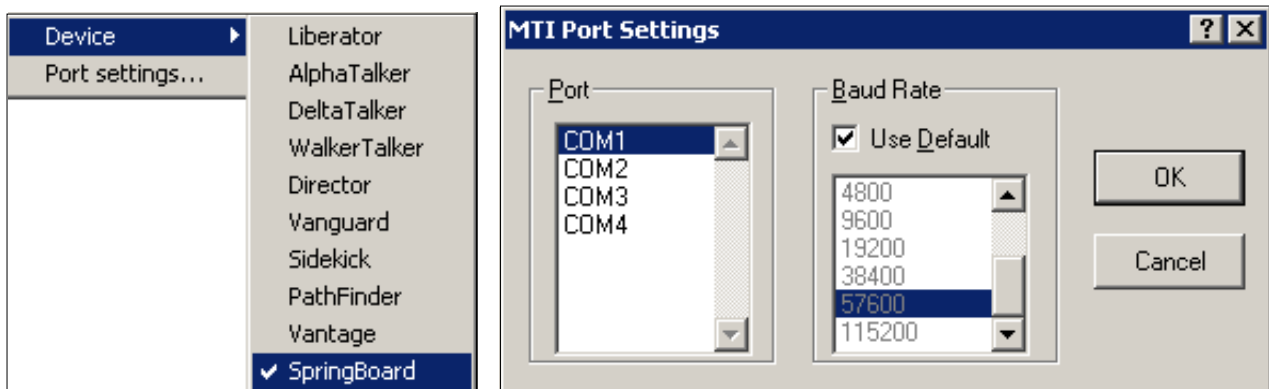 Device
Port settings...
Liberator
AlphaTalker
DeltaTalker
WalkerTalker
Director
Vanguard
Sidekick
PathFinder
Vantage
SpringBoard
MTI Port Settings
Port
COM1
COM2
COM3
COM4
Baud Rate
Use Default
4800
9600
19200
38400
57600
115200
OK
Cancel